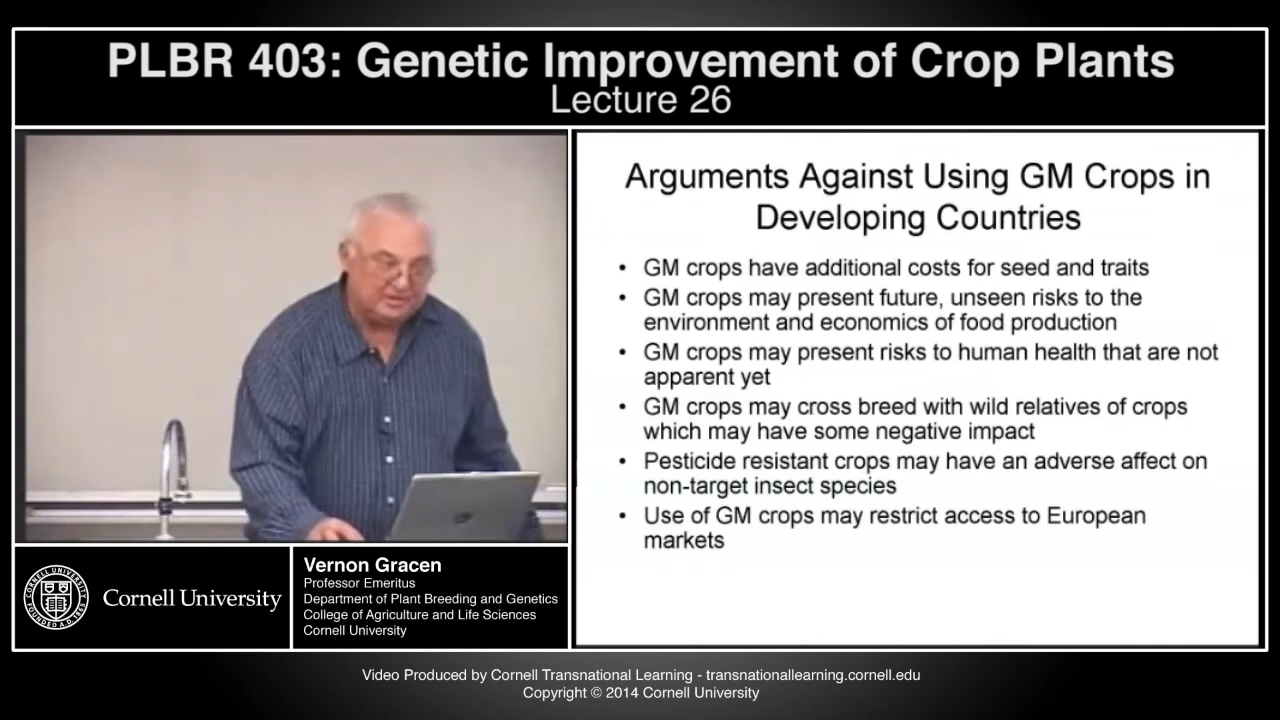 PLBR 403: Genetic Improvement of Crop Plants
Lecture 26
Arguments Against Using GM Crops in
Developing Countries
• GM crops have additional costs for seed and traits
• GM crops may present future, unseen risks to the
environment and economics of food production
• GM crops may present risks to human health that are not
apparent yet
• GM crops may cross breed with wild relatives of crops
which may have some negative impact
• Pesticide resistant crops may have an adverse affect on
non-target insect species
• Use of GM crops may restrict access to European
markets
Cornell University
Vernon Gracen
Professor Emeritus
Department of Plant Breeding and Genetics
College of Agriculture and Life Sciences
Cornell University
Video Produced by Cornell Transnational Learning - transnationallearning.cornell.edu
Copyright © 2014 Cornell University